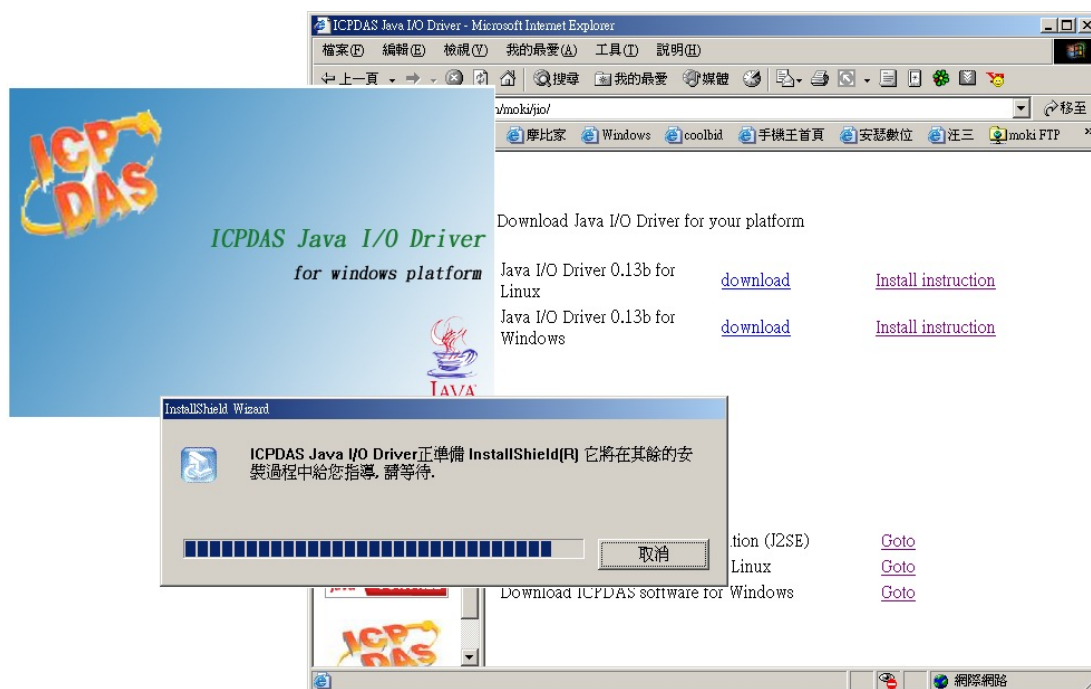 ICPDAS Java I/O Driver - Microsoft Internet Explorer
檔案(F) 編輯(E) 檢視(V) 我的最愛(A) 工具(T) 說明(H)
上一頁 搜尋 我的最愛 媒體
n/moki/jio/ 移至
摩比家 Windows coolbid 手機王首頁 安瑟數位 汪三 moki FTP »
ICP
DAS
ICPDAS Java I/O Driver
for windows platform
JAVA
Download Java I/O Driver for your platform
Java I/O Driver 0.13b for
Linux
download Install instruction
Java I/O Driver 0.13b for
Windows
download Install instruction
InstallShield Wizard
ICPDAS Java I/O Driver正準備 InstallShield(R) 它將在其餘的安
裝過程中給您指導, 請等待.
取消
tion (J2SE) Goto
Linux Goto
Download ICPDAS software for Windows Goto
ICP
DAS
網際網路